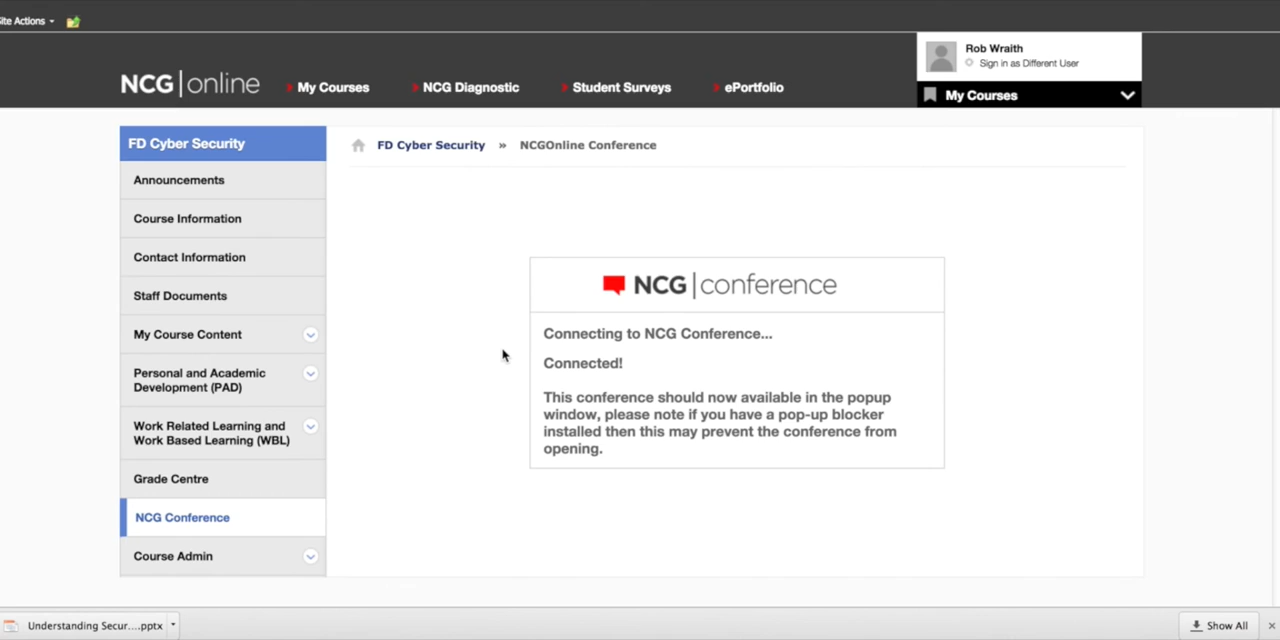 Site Actions
Rob Wraith
Sign in as Different User
NCG|online
My Courses
NCG Diagnostic
Student Surveys
ePortfolio
My Courses
FD Cyber Security
Announcements
Course Information
Contact Information
Staff Documents
My Course Content
Personal and Academic
Development (PAD)
Work Related Learning and
Work Based Learning (WBL)
Grade Centre
NCG Conference
Course Admin
FD Cyber Security » NCGOnline Conference
NCG|conference
Connecting to NCG Conference...
Connected!
This conference should now available in the popup
window, please note if you have a pop-up blocker
installed then this may prevent the conference from
opening.
Understanding Secur....pptx
Show All